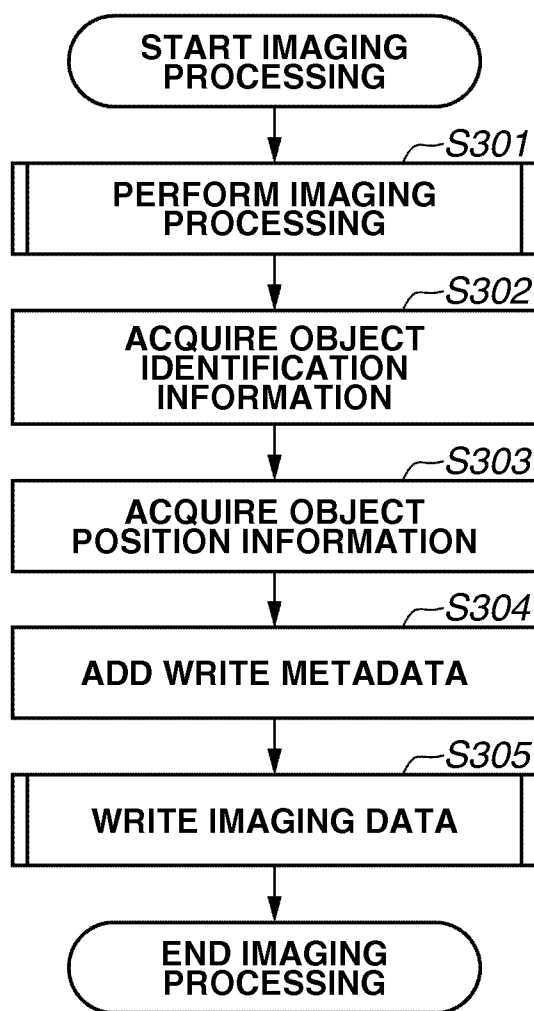 START IMAGING
PROCESSING
S301
PERFORM IMAGING
PROCESSING
S302
ACQUIRE OBJECT
IDENTIFICATION
INFORMATION
S303
ACQUIRE OBJECT
POSITION INFORMATION
S304
ADD WRITE METADATA
S305
WRITE IMAGING DATA
END IMAGING
PROCESSING